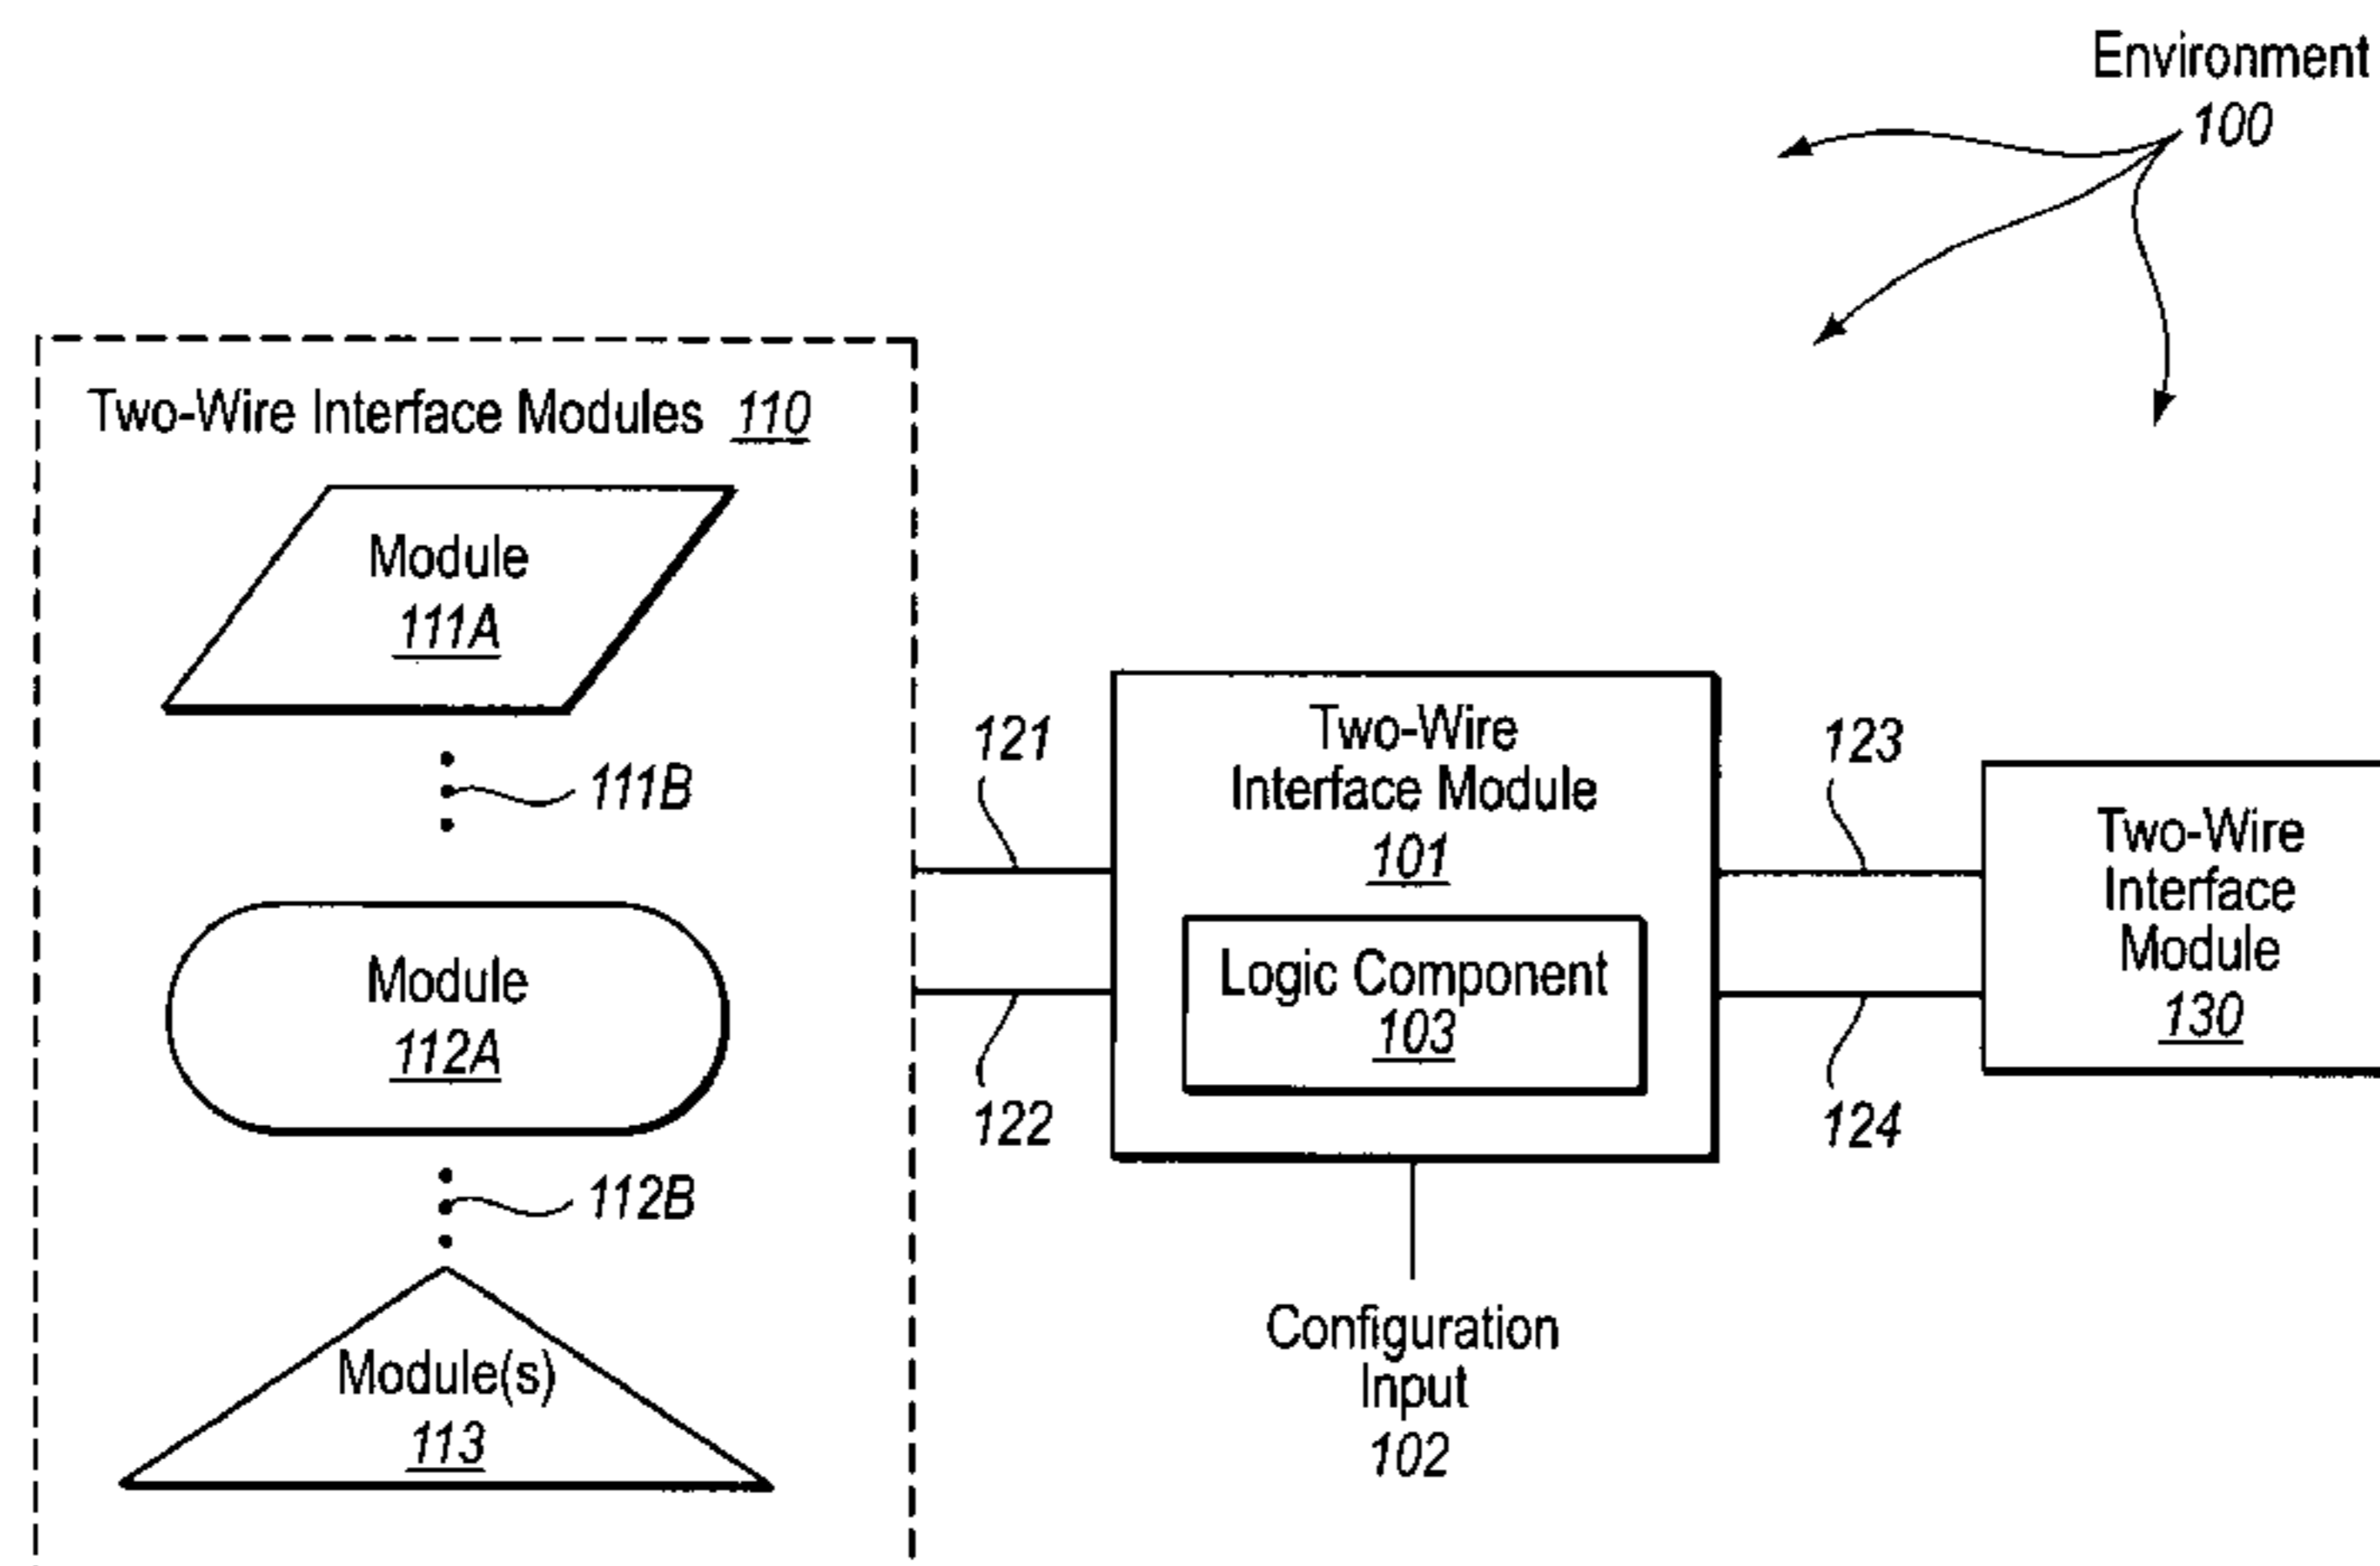 Environment
100
Two-Wire Interface Modules 110
Module
111A
111B
Module
112A
112B
Module(s)
113
121
122
Two-Wire
Interface Module
101
Logic Component
103
Configuration
Input
102
123
124
Two-Wire
Interface
Module
130